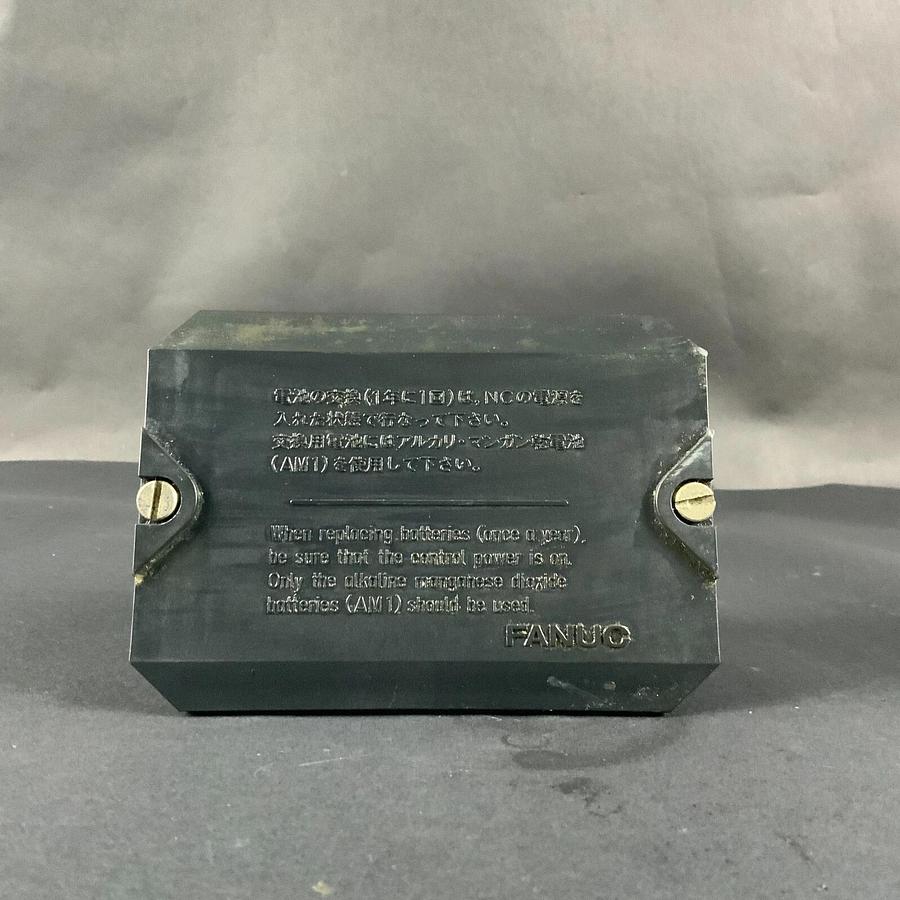 電池の交換(1年に1回)は、NCの電源を
入れた状態で行なって下さい。
交換用電池にはアルカリ・マンガン乾電池
(AM1)を使用して下さい。
When replacing batteries (once a year),
be sure that the control power is on.
Only the alkaline manganese dioxide
batteries (AM1) should be used.
FANUC